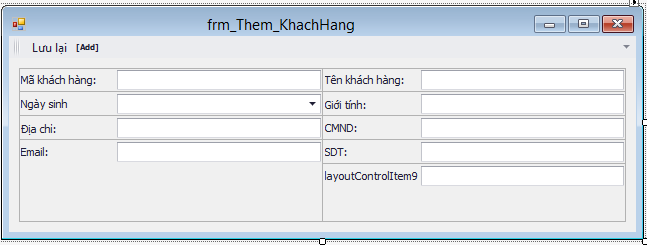 frm_Them_KhachHang
Lưu lại [Add]
Mã khách hàng: Tên khách hàng:
Ngày sinh Giới tính:
Địa chỉ: CMND:
Email: SDT:
layoutControlItem9